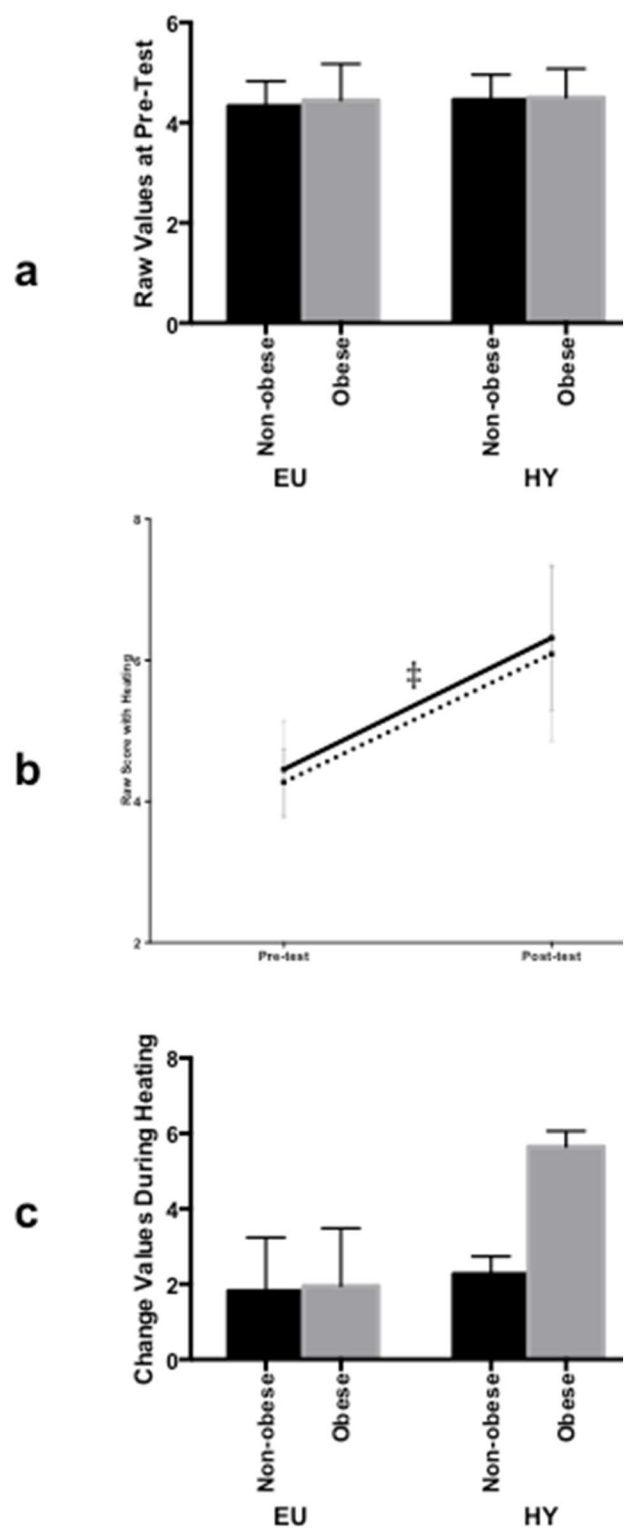 a
Raw Values at Pre-Test
6
4
2
0
Non-obese
Obese
Non-obese
Obese
EU
HY
b
Raw Score with Heating
8
6
4
2
‡
Pre-test
Post-test
c
Change Values During Heating
8
6
4
2
0
Non-obese
Obese
Non-obese
Obese
EU
HY